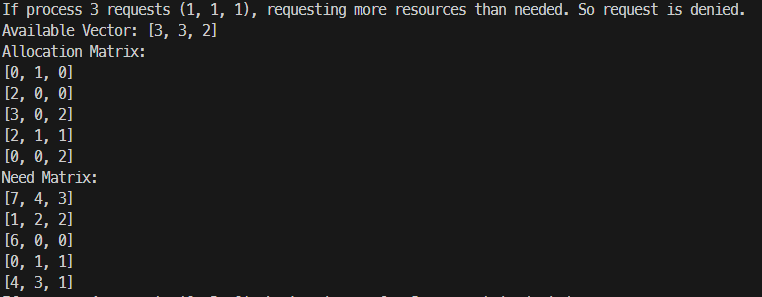 If process 3 requests (1, 1, 1), requesting more resources than needed. So request is denied.
Available Vector: [3, 3, 2]
Allocation Matrix:
[0, 1, 0]
[2, 0, 0]
[3, 0, 2]
[2, 1, 1]
[0, 0, 2]
Need Matrix:
[7, 4, 3]
[1, 2, 2]
[6, 0, 0]
[0, 1, 1]
[4, 3, 1]